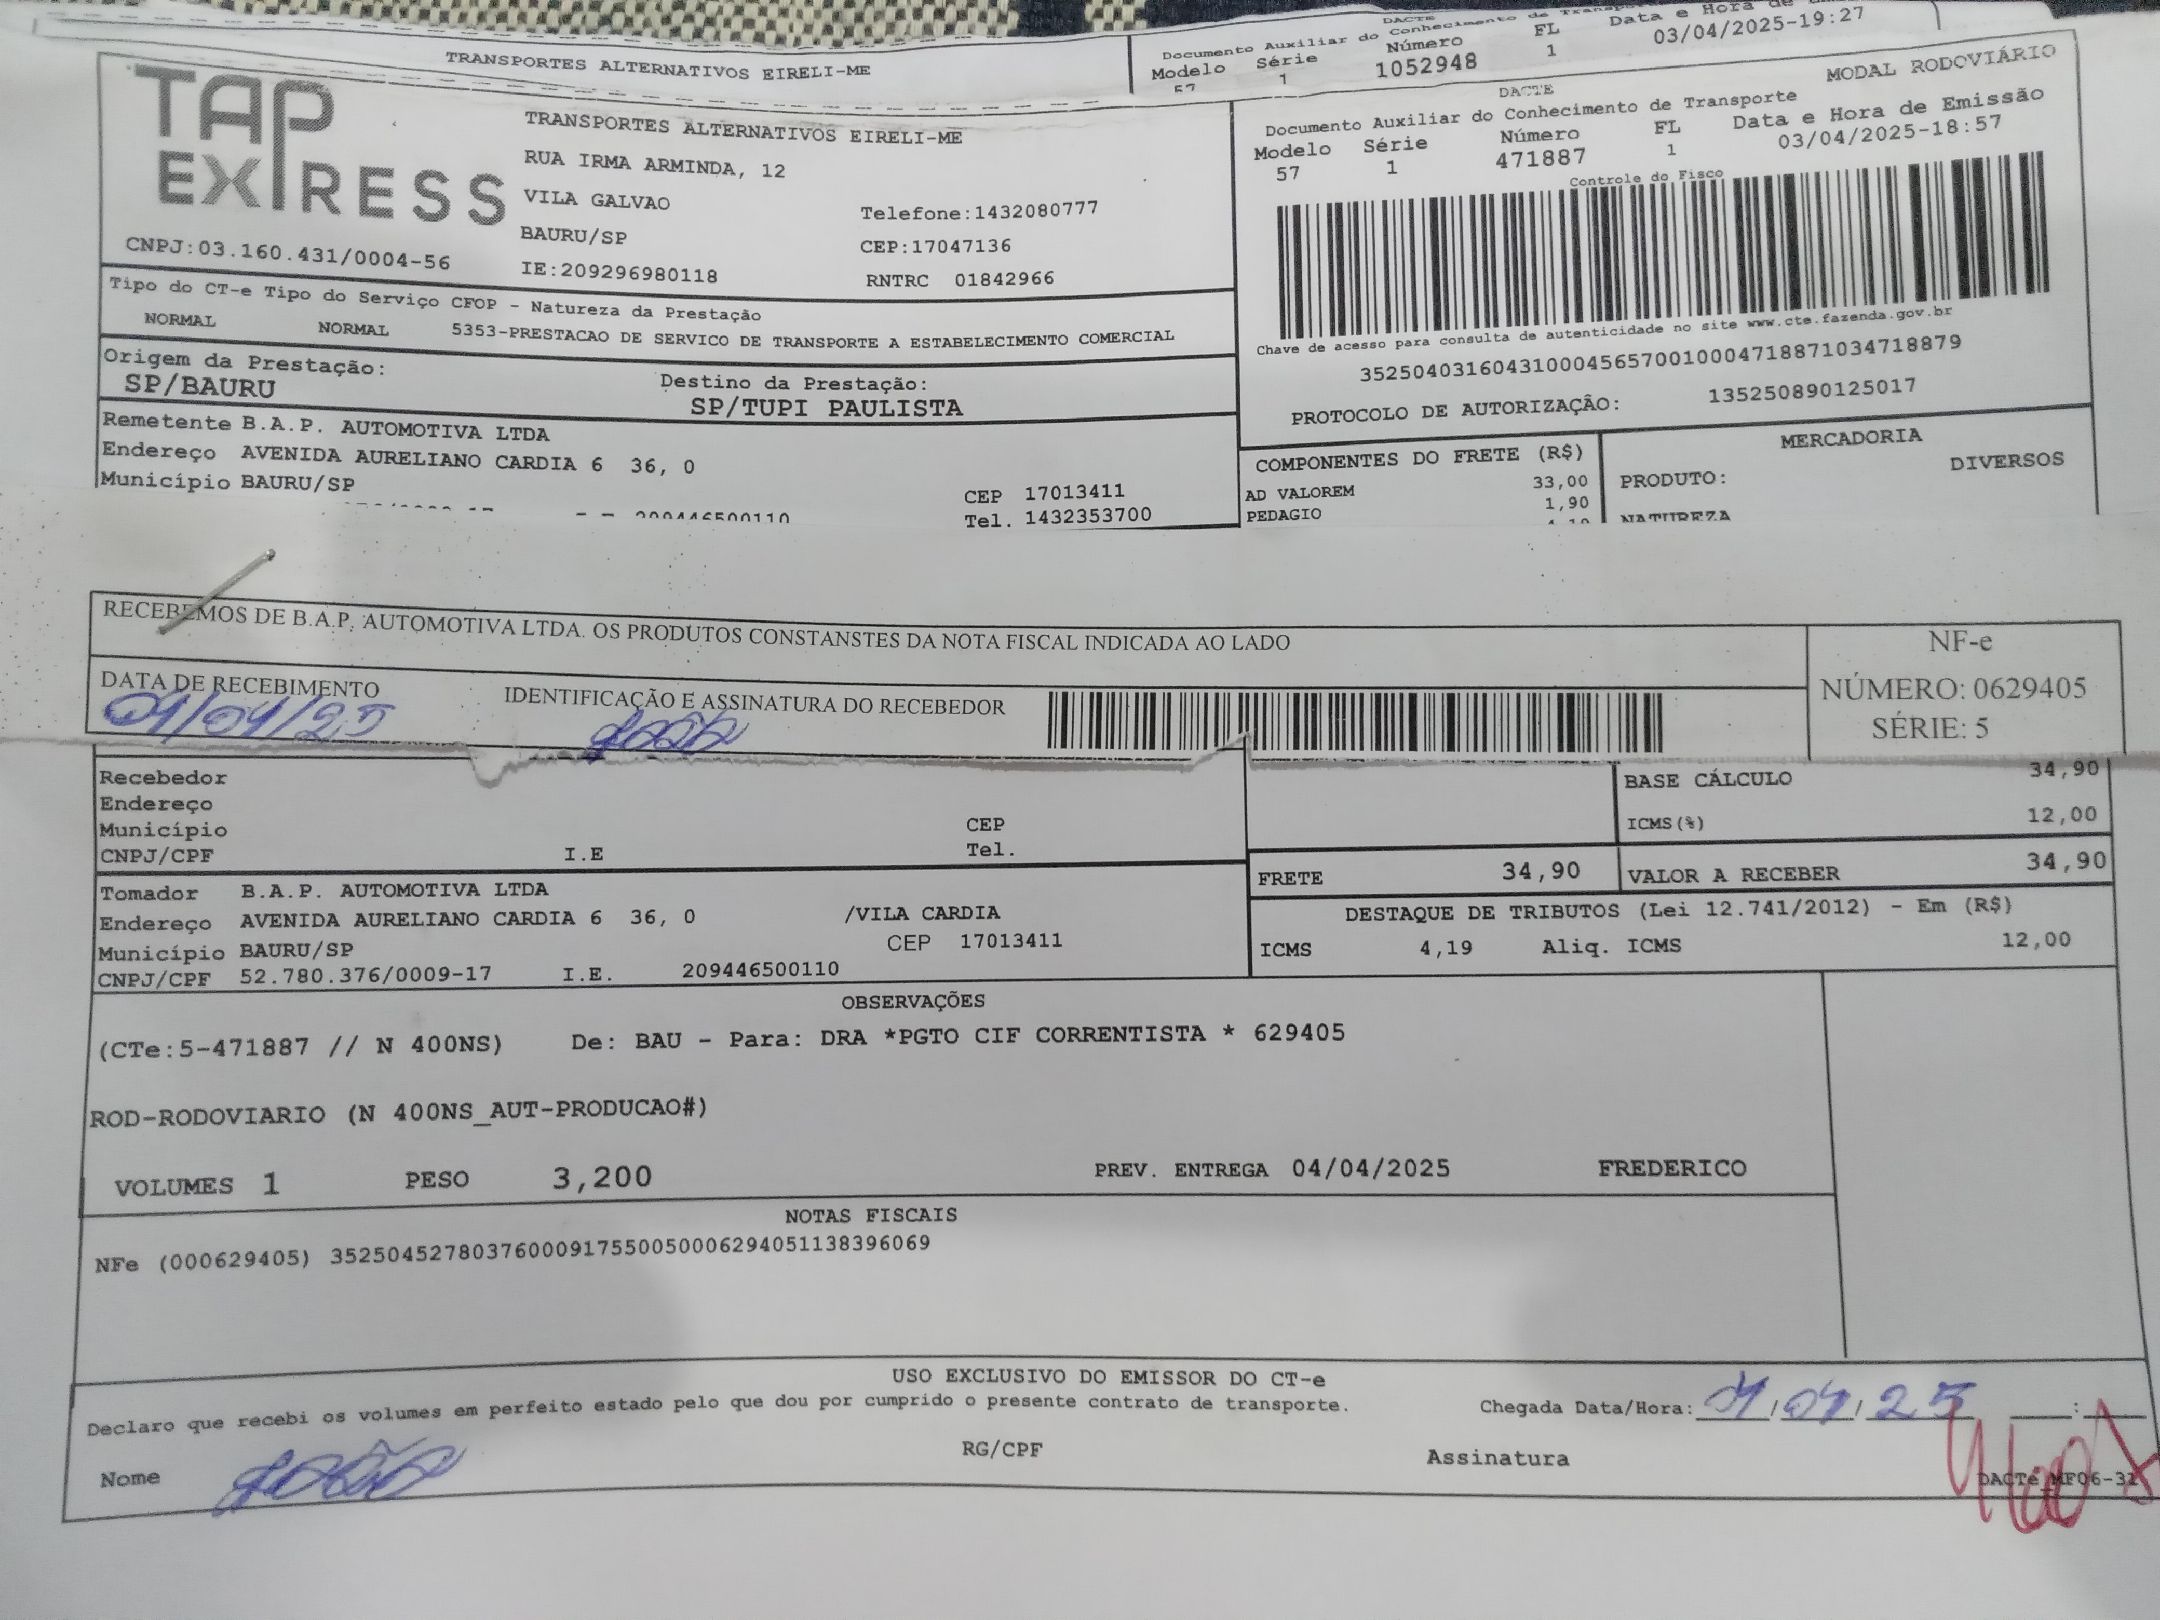 DACTE
Documento Auxiliar do Conhecimento de
FL
Data e Hora de
TRANSPORTES ALTERNATIVOS EIRELI-ME
Modelo Série Número 1 03/04/2025-19:27
57 1 1052948
MODAL RODOVIÁRIO
TAP EXPRESS
TRANSPORTES ALTERNATIVOS EIRELI-ME
RUA IRMA ARMINDA, 12
VILA GALVAO Telefone:1432080777
BAURU/SP CEP:17047136
CNPJ:03.160.431/0004-56 IE:209296980118 RNTRC 01842966
DACTE
Documento Auxiliar do Conhecimento de Transporte
Modelo Série Número FL Data e Hora de Emissão
57 1 471887 1 03/04/2025-18:57
Controle do Fisco
Chave de acesso para consulta de autenticidade no site www.cte.fazenda.gov.br
35250403160431000456570010004718871034718879
PROTOCOLO DE AUTORIZAÇÃO: 135250890125017
Tipo do CT-e Tipo do Serviço CFOP - Natureza da Prestação
NORMAL NORMAL 5353-PRESTACAO DE SERVICO DE TRANSPORTE A ESTABELECIMENTO COMERCIAL
Origem da Prestação: Destino da Prestação:
SP/BAURU SP/TUPI PAULISTA
Remetente B.A.P. AUTOMOTIVA LTDA
Endereço AVENIDA AURELIANO CARDIA 6 36, 0
Município BAURU/SP CEP 17013411
209446500110 Tel. 1432353700
COMPONENTES DO FRETE (R$) MERCADORIA
AD VALOREM 33,00 PRODUTO: DIVERSOS
PEDAGIO 1,90 NATUREZA
RECEBEMOS DE B.A.P. AUTOMOTIVA LTDA. OS PRODUTOS CONSTANSTES DA NOTA FISCAL INDICADA AO LADO
NF-e
DATA DE RECEBIMENTO IDENTIFICAÇÃO E ASSINATURA DO RECEBEDOR NÚMERO: 0629405
04/04/25 SÉRIE: 5
Recebedor BASE CÁLCULO 34,90
Endereço
Município CEP ICMS(%) 12,00
CNPJ/CPF I.E Tel.
FRETE 34,90 VALOR A RECEBER 34,90
Tomador B.A.P. AUTOMOTIVA LTDA
Endereço AVENIDA AURELIANO CARDIA 6 36, 0 /VILA CARDIA
Município BAURU/SP CEP 17013411
CNPJ/CPF 52.780.376/0009-17 I.E. 209446500110
DESTAQUE DE TRIBUTOS (Lei 12.741/2012) - Em (R$)
ICMS 4,19 Aliq. ICMS 12,00
OBSERVAÇÕES
(CTe:5-471887 // N 400NS) De: BAU - Para: DRA *PGTO CIF CORRENTISTA * 629405
ROD-RODOVIARIO (N 400NS_AUT-PRODUCAO#)
VOLUMES 1 PESO 3,200 PREV. ENTREGA 04/04/2025 FREDERICO
NOTAS FISCAIS
NFe (000629405) 35250452780376000917550050006294051138396069
USO EXCLUSIVO DO EMISSOR DO CT-e
Declaro que recebi os volumes em perfeito estado pelo que dou por cumprido o presente contrato de transporte. Chegada Data/Hora: 04/04/25 :
Nome RG/CPF Assinatura
DACTe_MF06-31